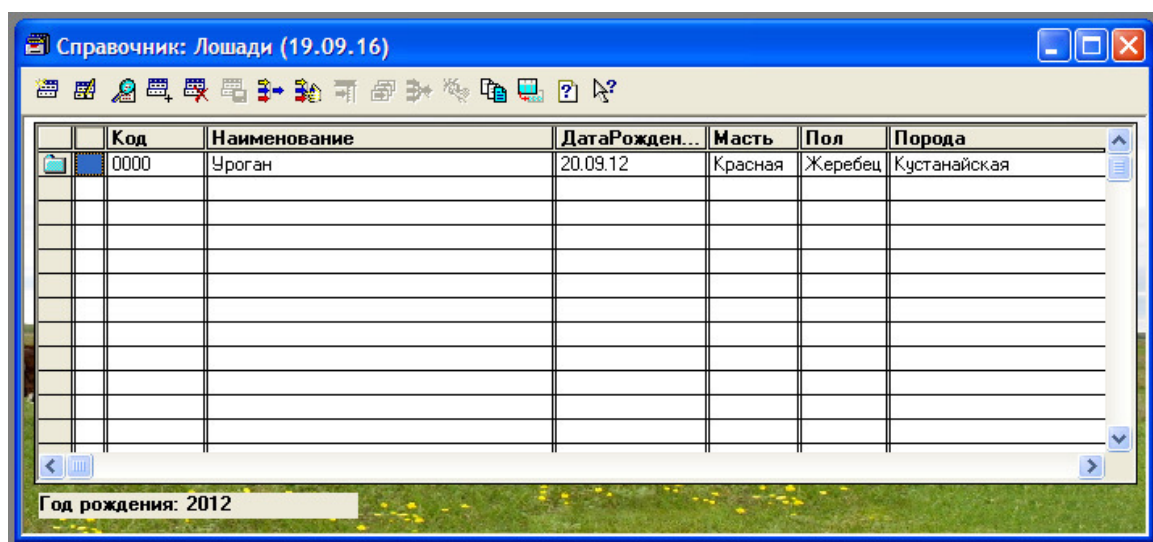 Справочник: Лошади (19.09.16)
Код Наименование ДатаРожден... Масть Пол Порода
0000 Уроган 20.09.12 Красная Жеребец Кустанайская
Год рождения: 2012